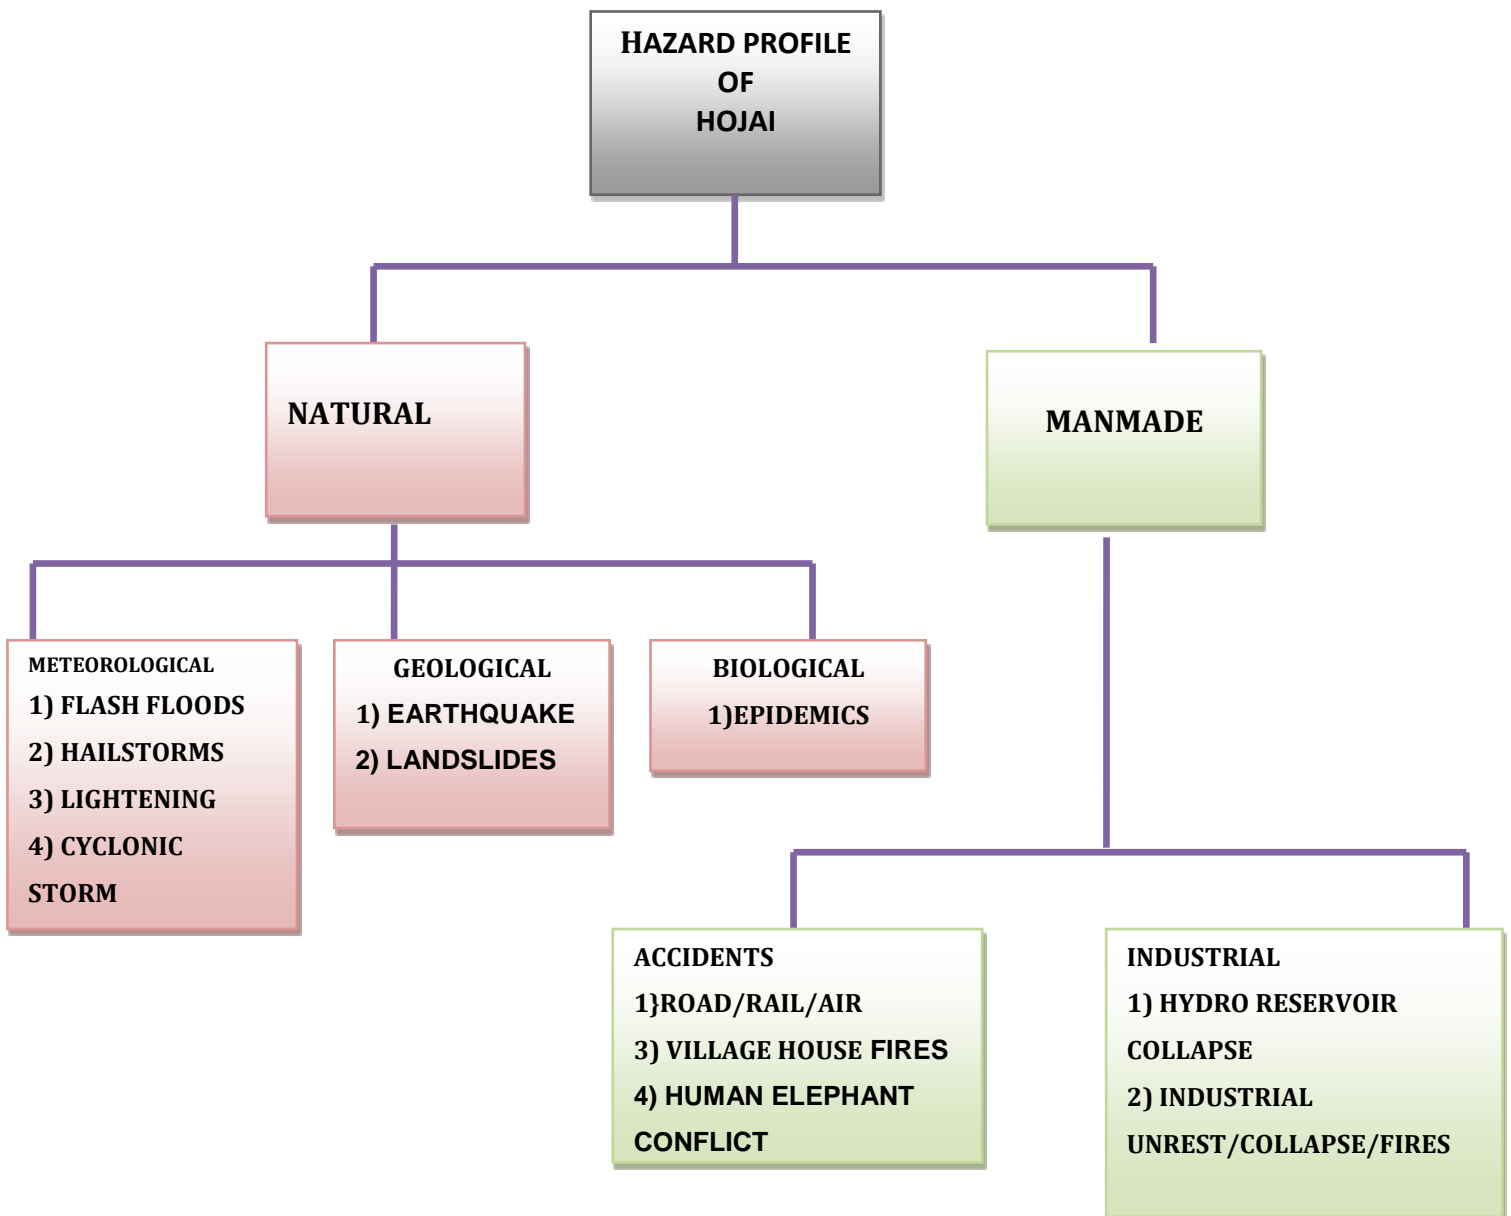 HAZARD PROFILE
OF
HOJAI
NATURAL
MANMADE
METEOROLOGICAL
1) FLASH FLOODS
2) HAILSTORMS
3) LIGHTENING
4) CYCLONIC
STORM
GEOLOGICAL
1) EARTHQUAKE
2) LANDSLIDES
BIOLOGICAL
1)EPIDEMICS
ACCIDENTS
1}ROAD/RAIL/AIR
3) VILLAGE HOUSE FIRES
4) HUMAN ELEPHANT
CONFLICT
INDUSTRIAL
1) HYDRO RESERVOIR
COLLAPSE
2) INDUSTRIAL
UNREST/COLLAPSE/FIRES